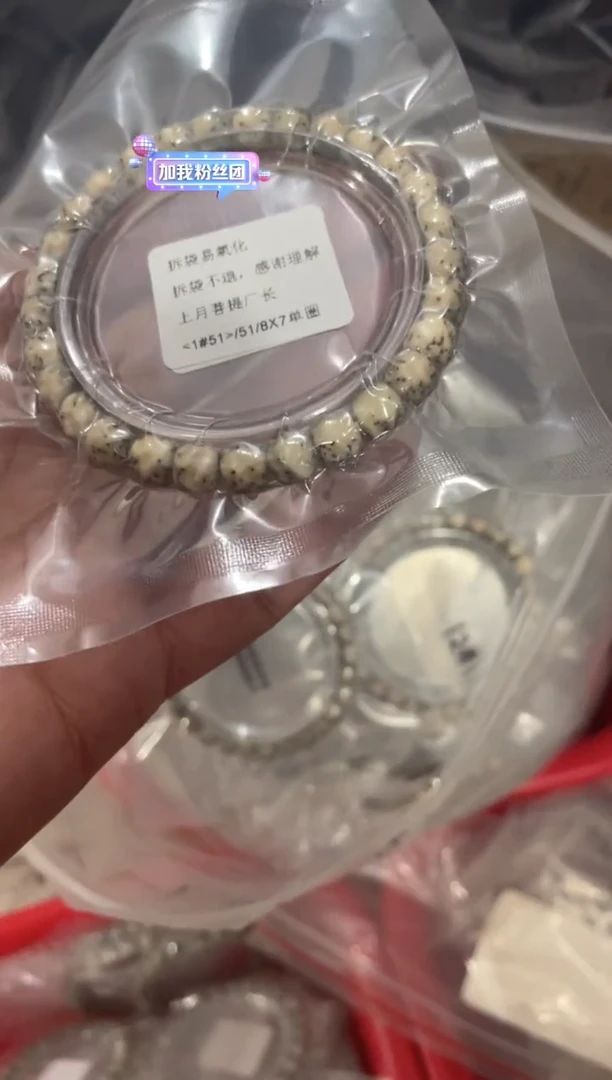 加我粉丝团
拆袋易氧化
拆袋不退，感谢理解
上月菩提厂长
<1#51>/51/8X7单圈